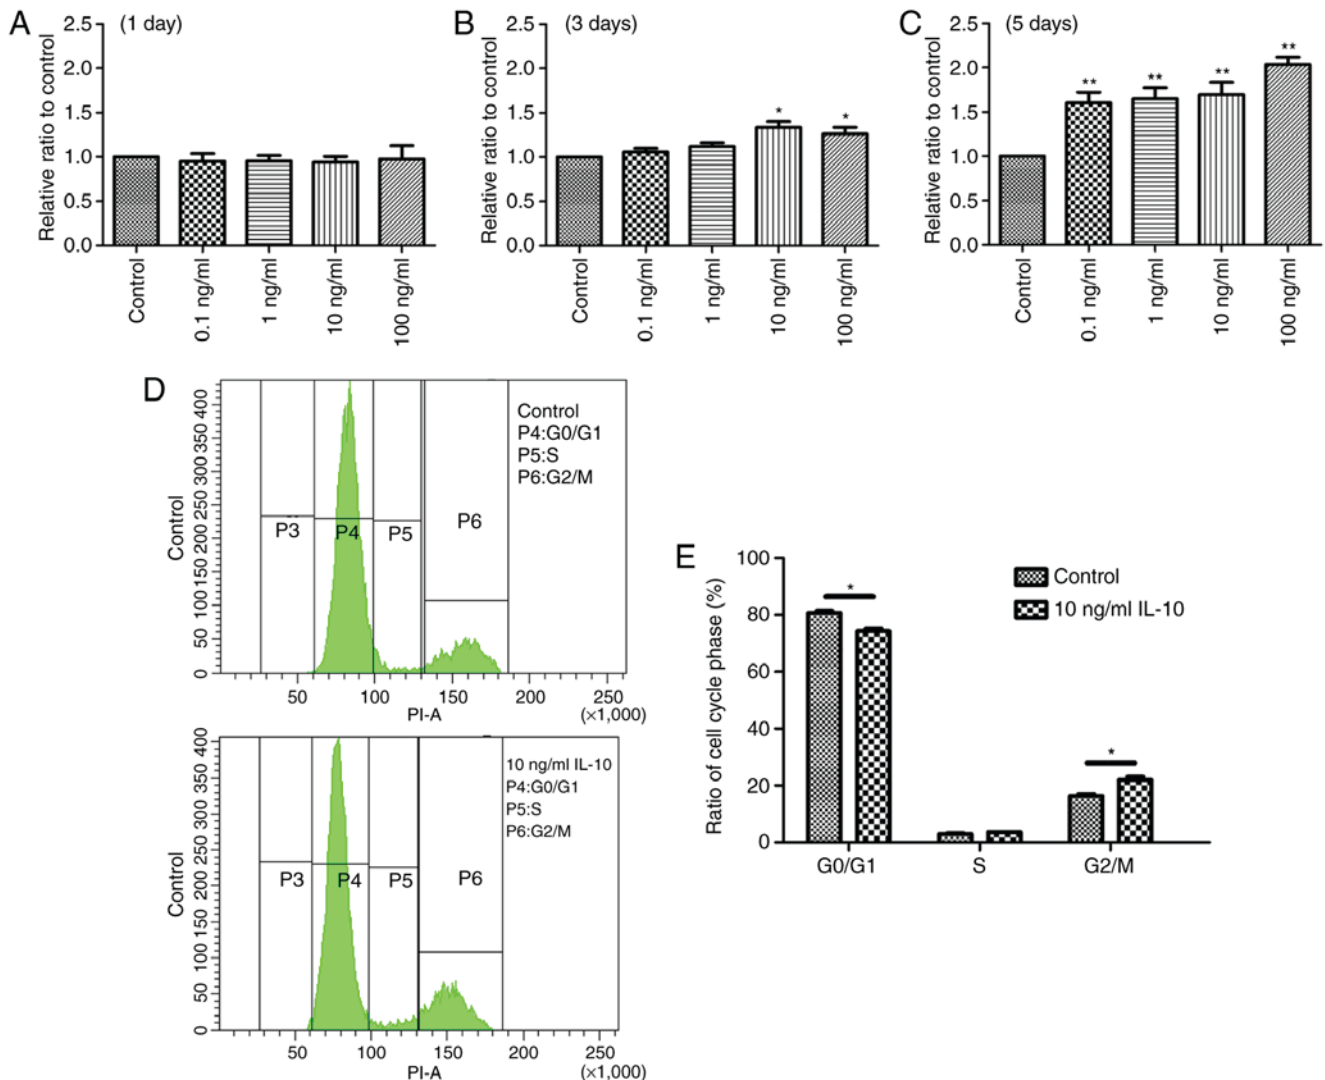 A
(1 day)
Relative ratio to control
2.5
2.0
1.5
1.0
0.5
0.0
Control
0.1 ng/ml
1 ng/ml
10 ng/ml
100 ng/ml
B
(3 days)
Relative ratio to control
2.5
2.0
1.5
1.0
0.5
0.0
*
*
Control
0.1 ng/ml
1 ng/ml
10 ng/ml
100 ng/ml
C
(5 days)
Relative ratio to control
2.5
2.0
1.5
1.0
0.5
0.0
**
**
**
**
Control
0.1 ng/ml
1 ng/ml
10 ng/ml
100 ng/ml
D
Control
0 50 100 150 200 250 300 350 400
P3
P4
P5
P6
Control
P4:G0/G1
P5:S
P6:G2/M
50 100 150 200 250
PI-A
(×1,000)
Control
0 50 100 150 200 250 300 350 400
P3
P4
P5
P6
10 ng/ml IL-10
P4:G0/G1
P5:S
P6:G2/M
50 100 150 200 250
PI-A
(×1,000)
E
Ratio of cell cycle phase (%)
100
80
60
40
20
0
*
*
Control
10 ng/ml IL-10
G0/G1
S
G2/M